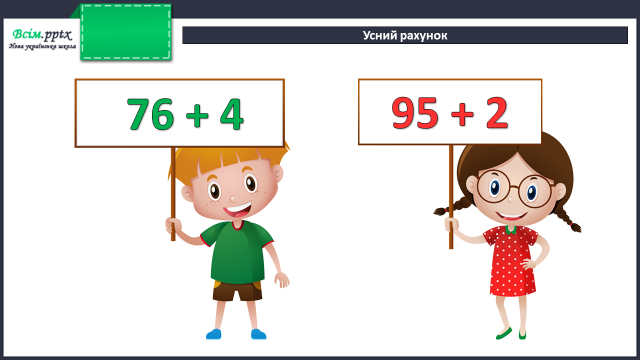 Всім.pptx
Нова українська школа
Усний рахунок
76 + 4
95 + 2